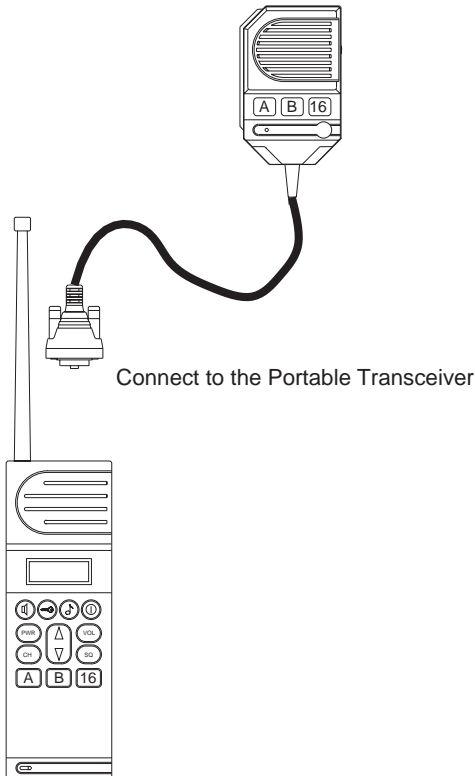 A B 16
Connect to the Portable Transceiver
PWR VOL
CH SQ
A B 16